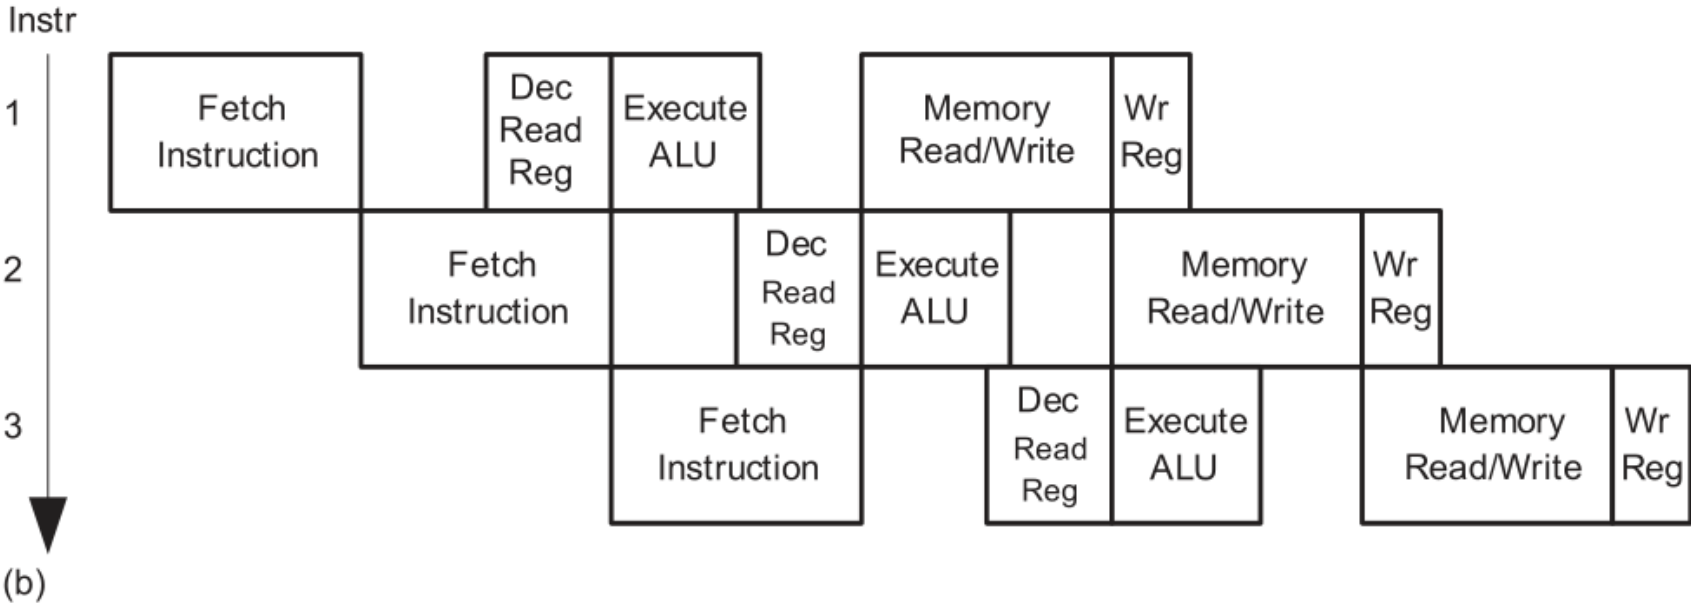 Instr
1
Fetch
Instruction
Dec
Read
Reg
Execute
ALU
Memory
Read/Write
Wr
Reg
2
Fetch
Instruction
Dec
Read
Reg
Execute
ALU
Memory
Read/Write
Wr
Reg
3
Fetch
Instruction
Dec
Read
Reg
Execute
ALU
Memory
Read/Write
Wr
Reg
(b)